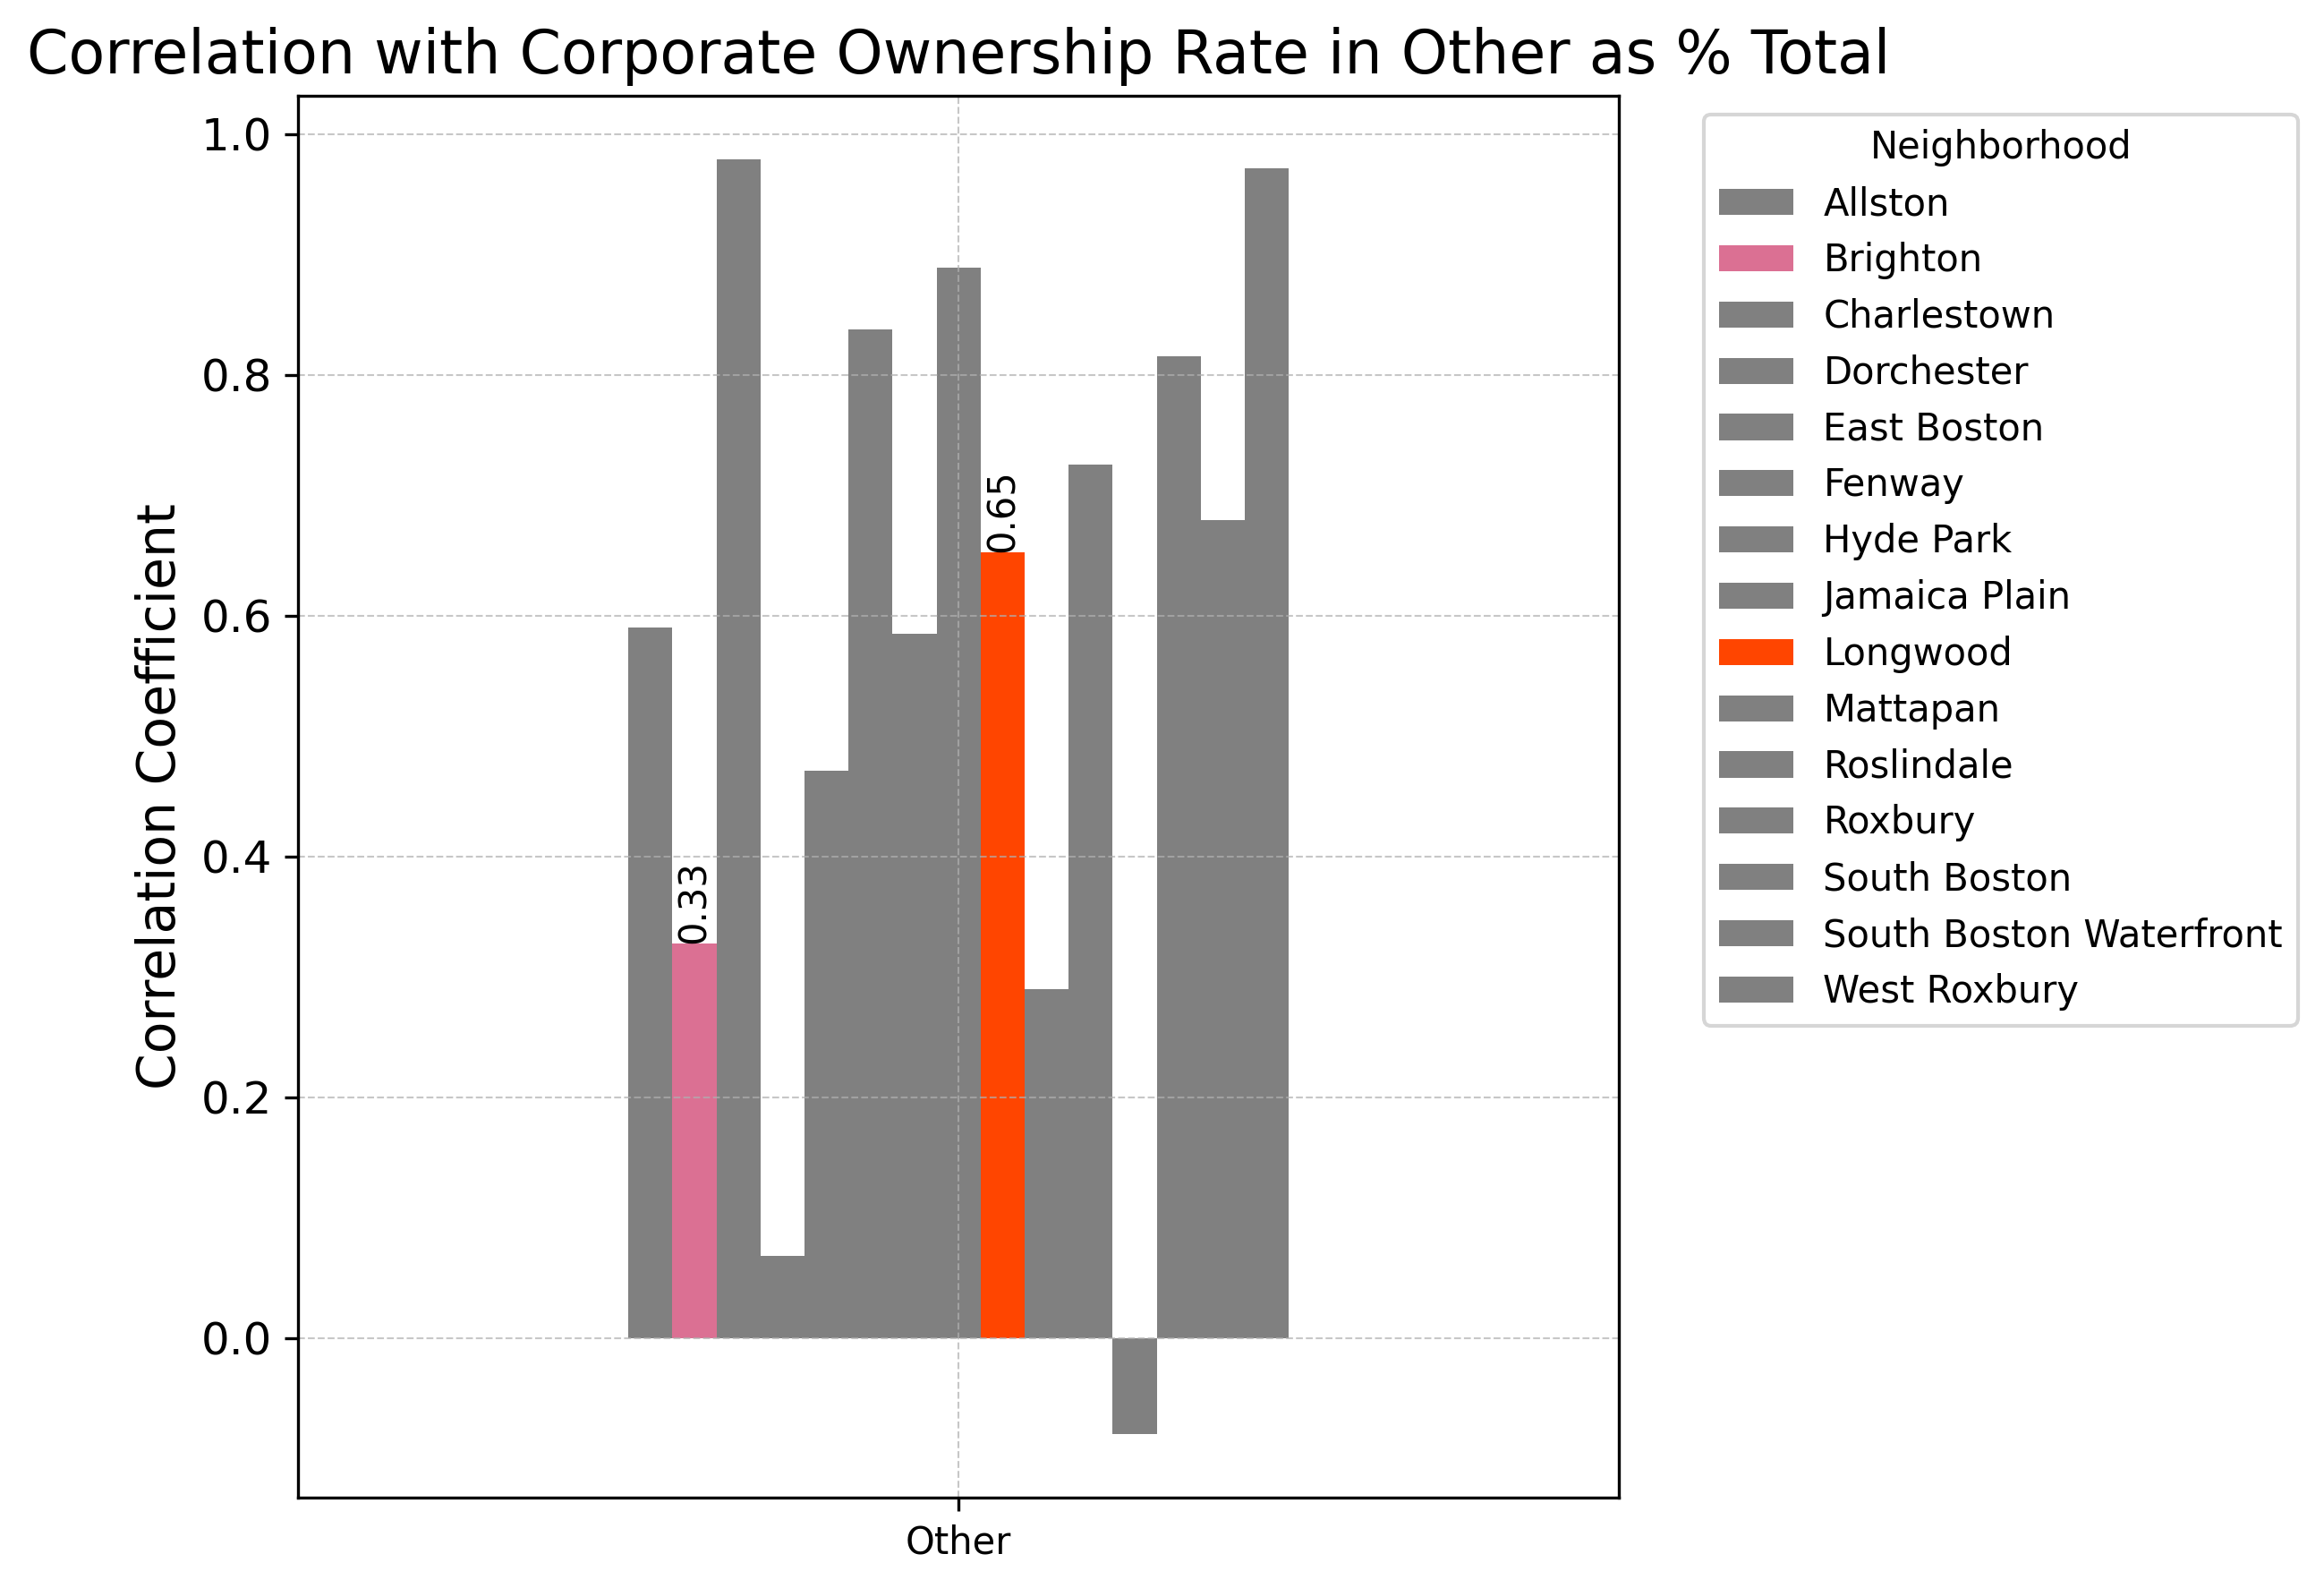 Correlation with Corporate Ownership Rate in Other as % Total
Correlation Coefficient
1.0
0.8
0.6
0.4
0.2
0.0
0.33
0.65
Other
Neighborhood
Allston
Brighton
Charlestown
Dorchester
East Boston
Fenway
Hyde Park
Jamaica Plain
Longwood
Mattapan
Roslindale
Roxbury
South Boston
South Boston Waterfront
West Roxbury